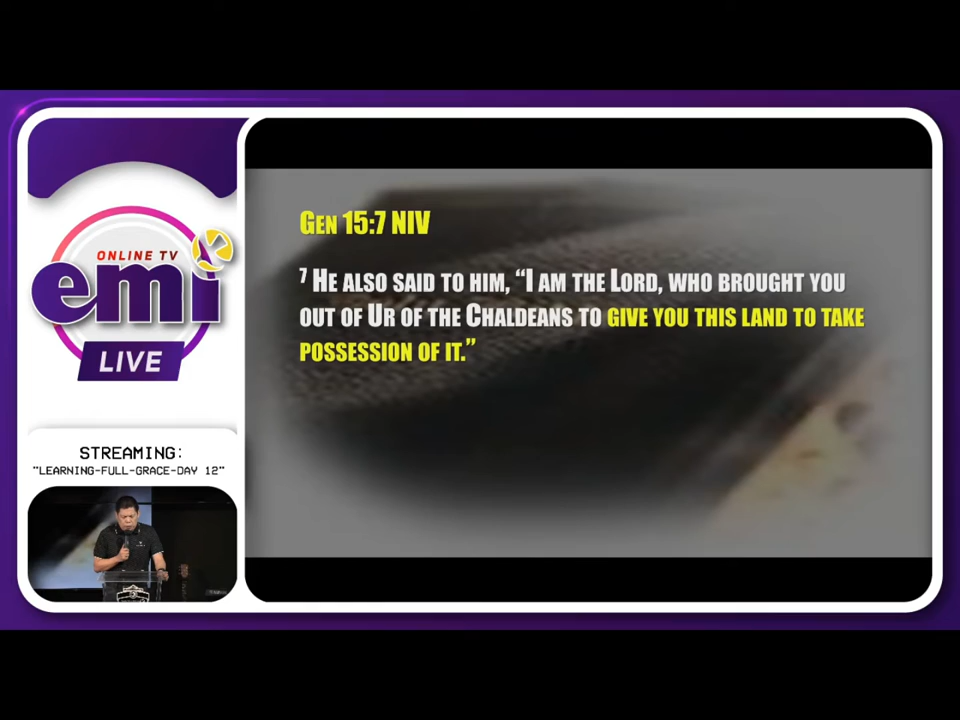 ONLINE TV
emi
LIVE
STREAMING:
"LEARNING-FULL-GRACE-DAY 12"
GEN 15:7 NIV
7 HE ALSO SAID TO HIM, “I AM THE LORD, WHO BROUGHT YOU
OUT OF UR OF THE CHALDEANS TO GIVE YOU THIS LAND TO TAKE
POSSESSION OF IT.”